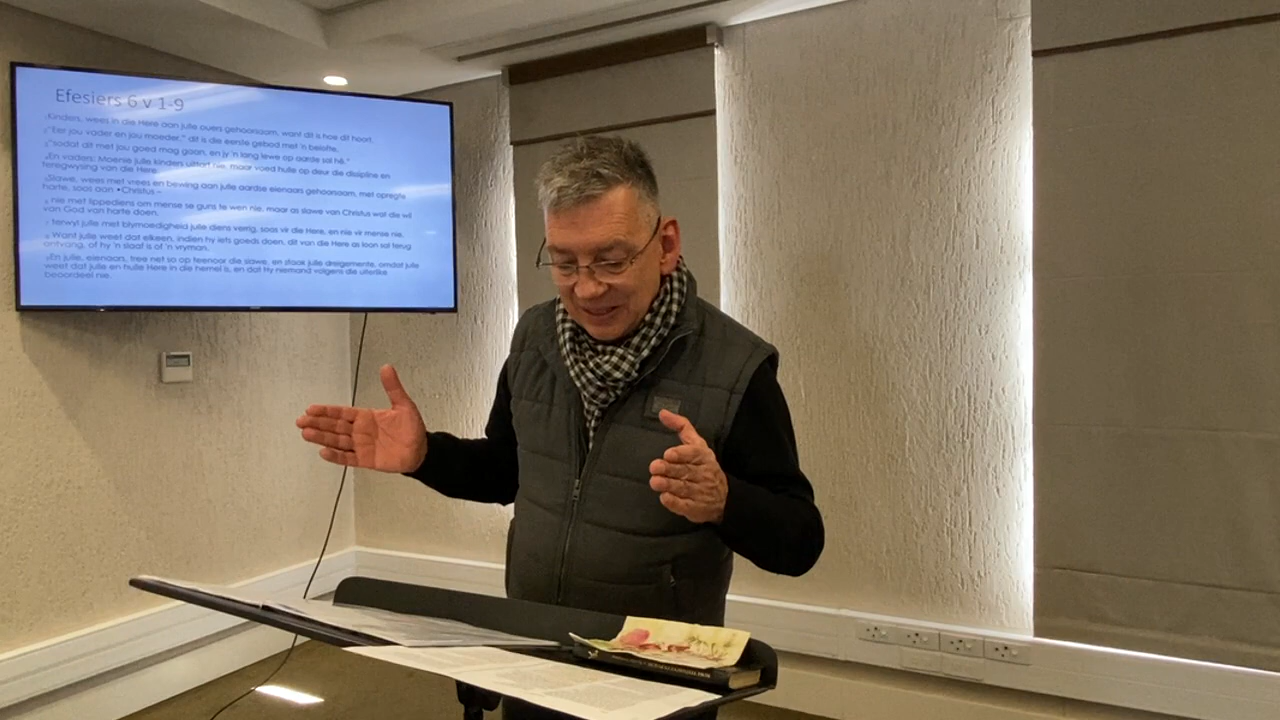 Efesiers 6 v 1-9
1Kinders, wees in die Here aan julle ouers gehoorsaam, want dit is hoe dit hoort.
2"Eer jou vader en jou moeder," dit is die eerste gebod met 'n belofte,
3"sodat dit met jou goed mag gaan, en jy 'n lang lewe op aarde sal hê."
4En vaders: Moenie julle kinders uittart nie, maar voed hulle op deur die dissipline en
teregwysing van die Here.
5Slawe, wees met vrees en bewing aan julle aardse eienaars gehoorsaam, met opregte
harte, soos aan •Christus –
6 nie met lippediens om mense se guns te wen nie, maar as slawe van Christus wat die wil
van God van harte doen,
7 terwyl julle met blymoedigheid julle diens verrig, soos vir die Here, en nie vir mense nie.
8 Want julle weet dat elkeen, indien hy iets goeds doen, dit van die Here as loon sal terug
ontvang, of hy 'n slaaf is of 'n vryman.
9En julle, eienaars, tree net so op teenoor die slawe, en staak julle dreigemente, omdat julle
weet dat julle en hulle Here in die hemel is, en dat Hy niemand volgens die uiterlike
beoordeel nie.